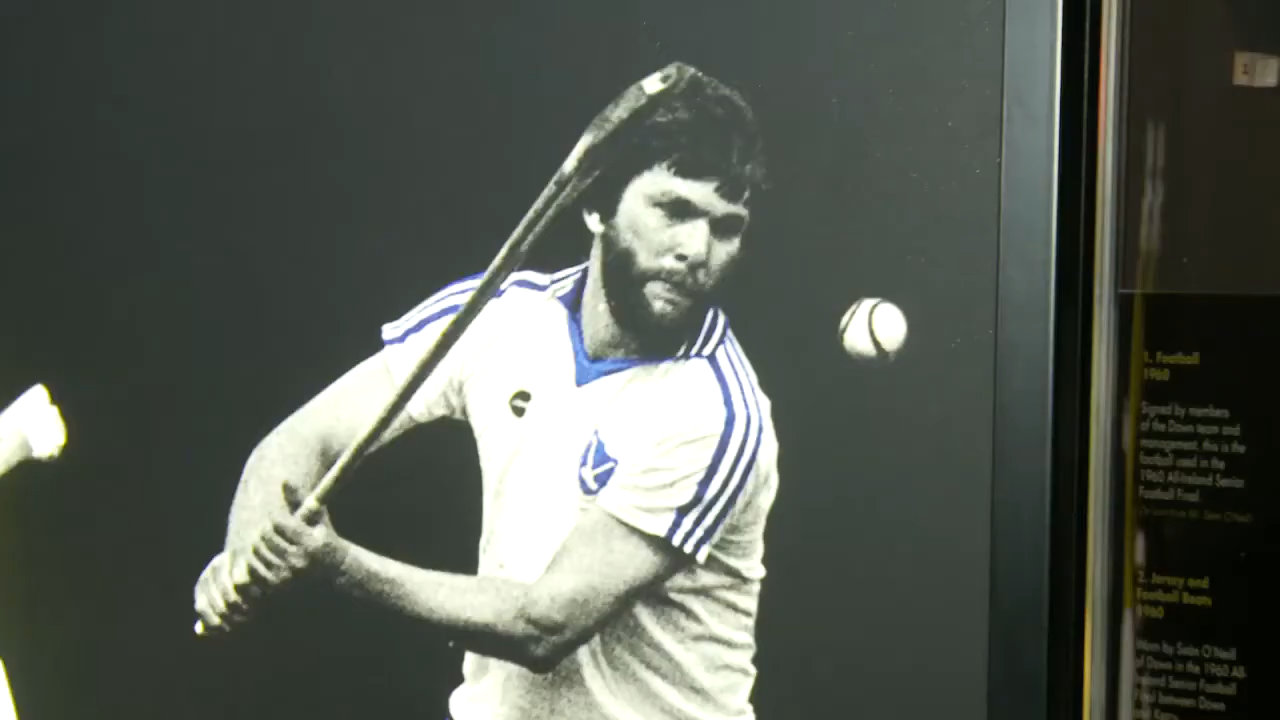 1. Football
1960
Signed by members
of the Down team and
management, this is the
football used in the
1960 All-Ireland Senior
Football Final.
2. Jersey and
Football Boots
1960
Worn by Seán O'Neill
of Down in the 1960 All-
Ireland Senior Football
Final between Down
and Kerry